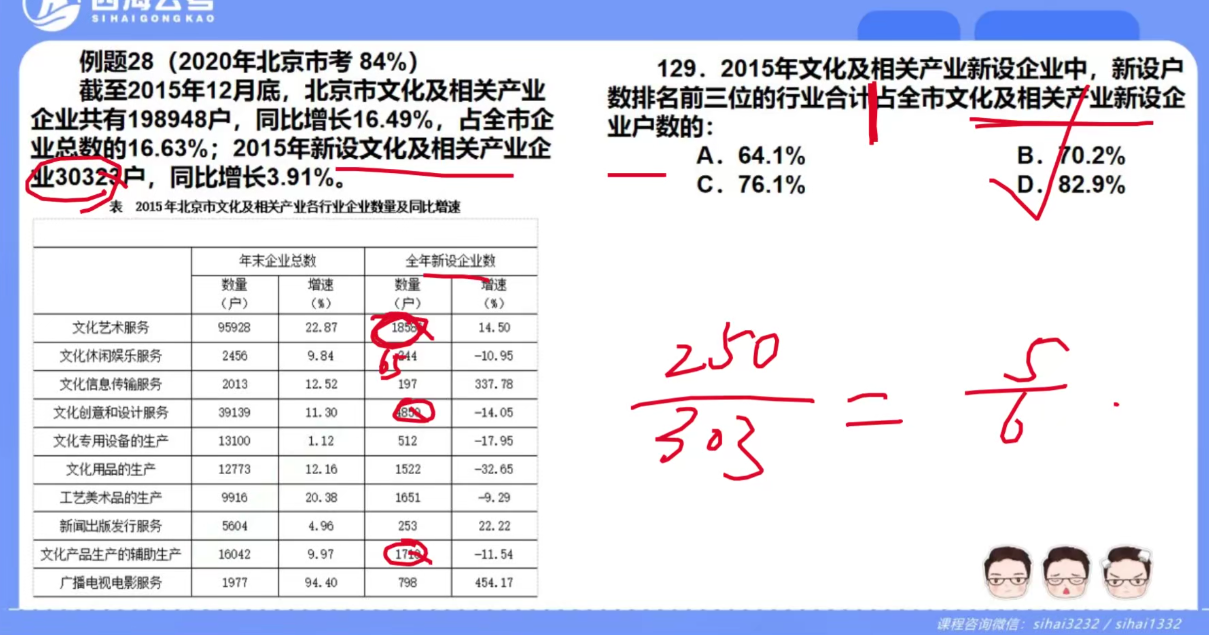 SIHAIGONGKAO
例题28（2020年北京市考 84%）
截至2015年12月底，北京市文化及相关产业
企业共有198948户，同比增长16.49%，占全市企
业总数的16.63%；2015年新设文化及相关产业企
业30323户，同比增长3.91%。
表 2015年北京市文化及相关产业各行业企业数量及同比增速
年末企业总数 全年新设企业数
数量（户） 增速（%） 数量（户） 增速（%）
文化艺术服务 95928 22.87 14.50
文化休闲娱乐服务 2456 9.84 -10.95
文化信息传输服务 2013 12.52 197 337.78
文化创意和设计服务 39139 11.30 -14.05
文化专用设备的生产 13100 1.12 512 -17.95
文化用品的生产 12773 12.16 1522 -32.65
工艺美术品的生产 9916 20.38 1651 -9.29
新闻出版发行服务 5604 4.96 253 22.22
文化产品生产的辅助生产 16042 9.97 -11.54
广播电视电影服务 1977 94.40 798 454.17
129．2015年文化及相关产业新设企业中，新设户
数排名前三位的行业合计占全市文化及相关产业新设企
业户数的：
A．64.1% B．70.2%
C．76.1% D．82.9%
65
250
303
=
5
6
课程咨询微信：sihai3232 / sihai1332